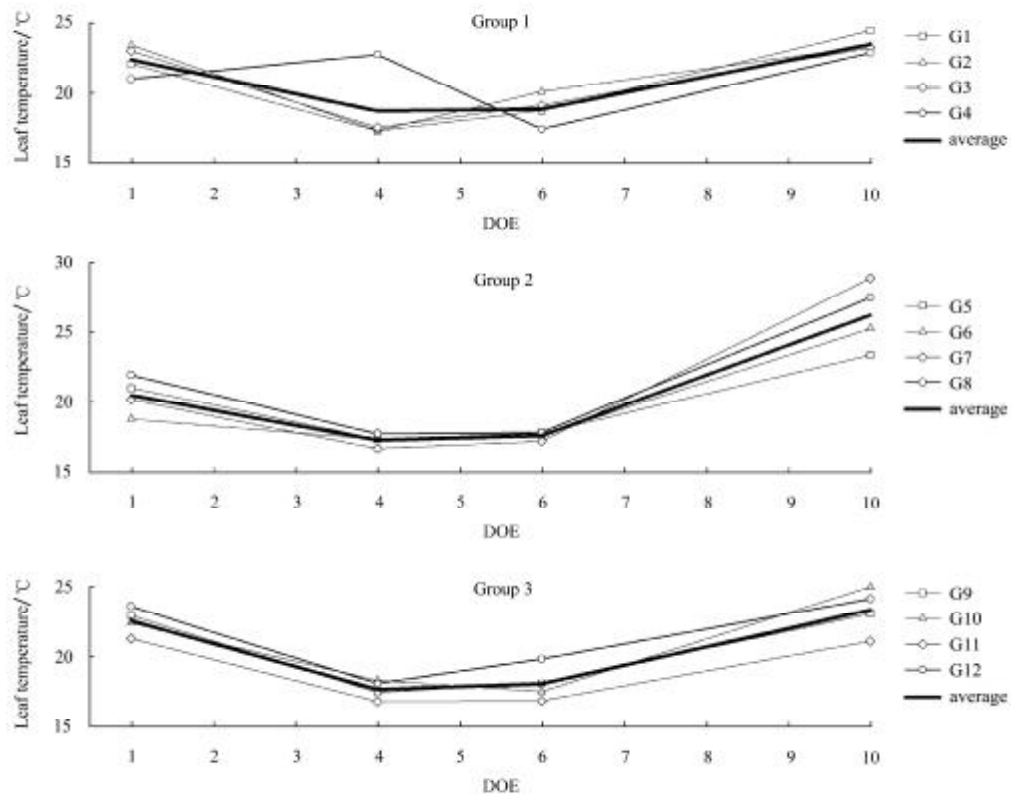 Group 1
Leaf temperature/℃
25
20
15
1 2 3 4 5 6 7 8 9 10
DOE
G1
G2
G3
G4
average
Group 2
Leaf temperature/℃
30
25
20
15
1 2 3 4 5 6 7 8 9 10
DOE
G5
G6
G7
G8
average
Group 3
Leaf temperature/℃
25
20
15
1 2 3 4 5 6 7 8 9 10
DOE
G9
G10
G11
G12
average